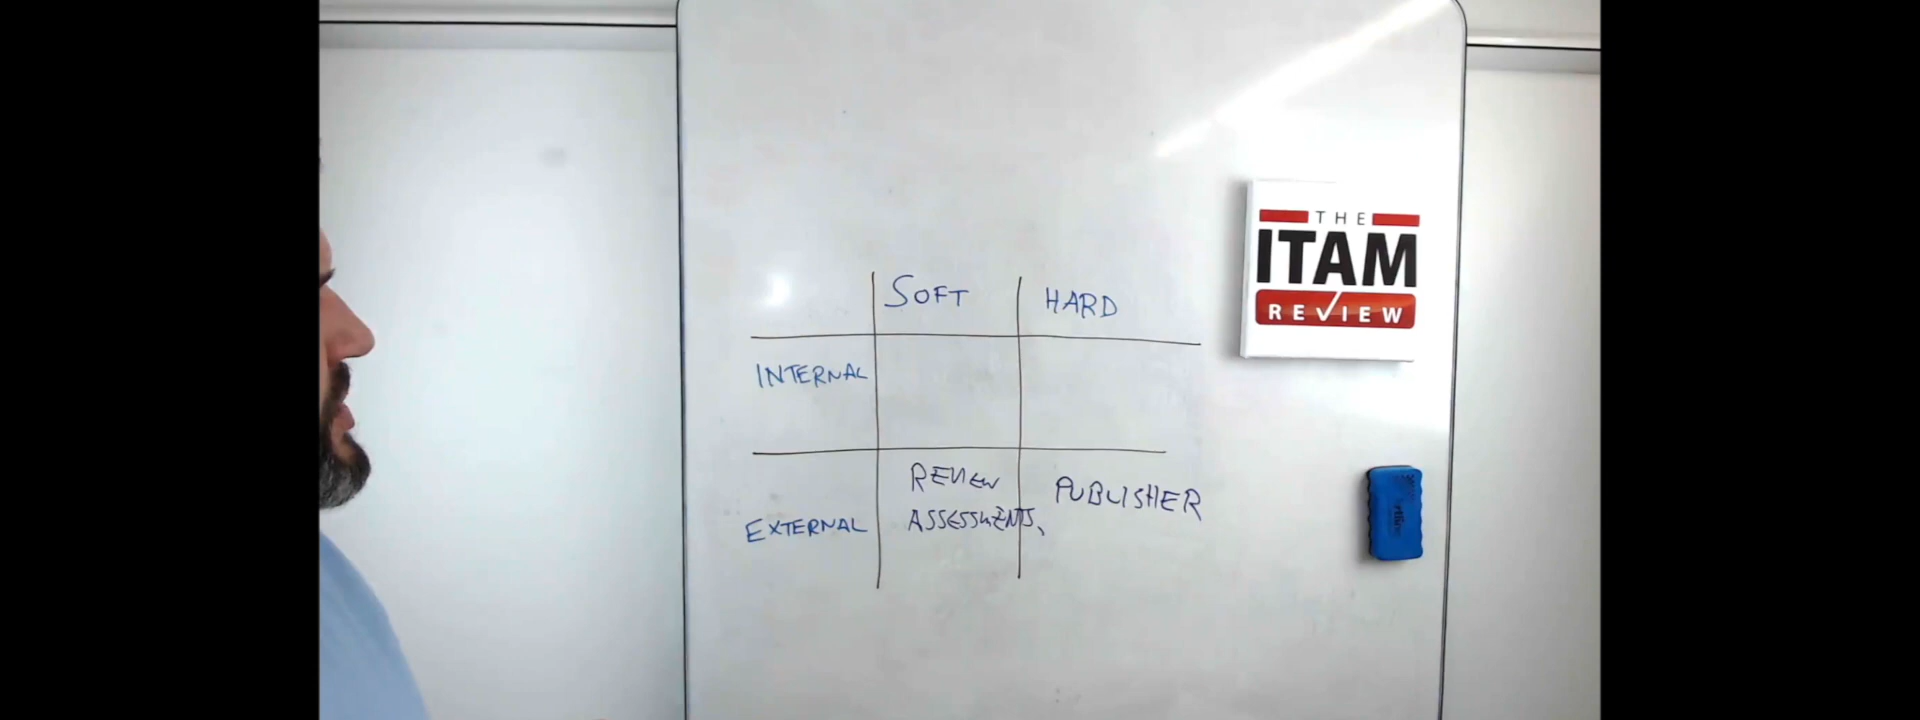 SOFT HARD
INTERNAL
REVIEW
ASSESSMENTS,
PUBLISHER
EXTERNAL
THE
ITAM
REVIEW